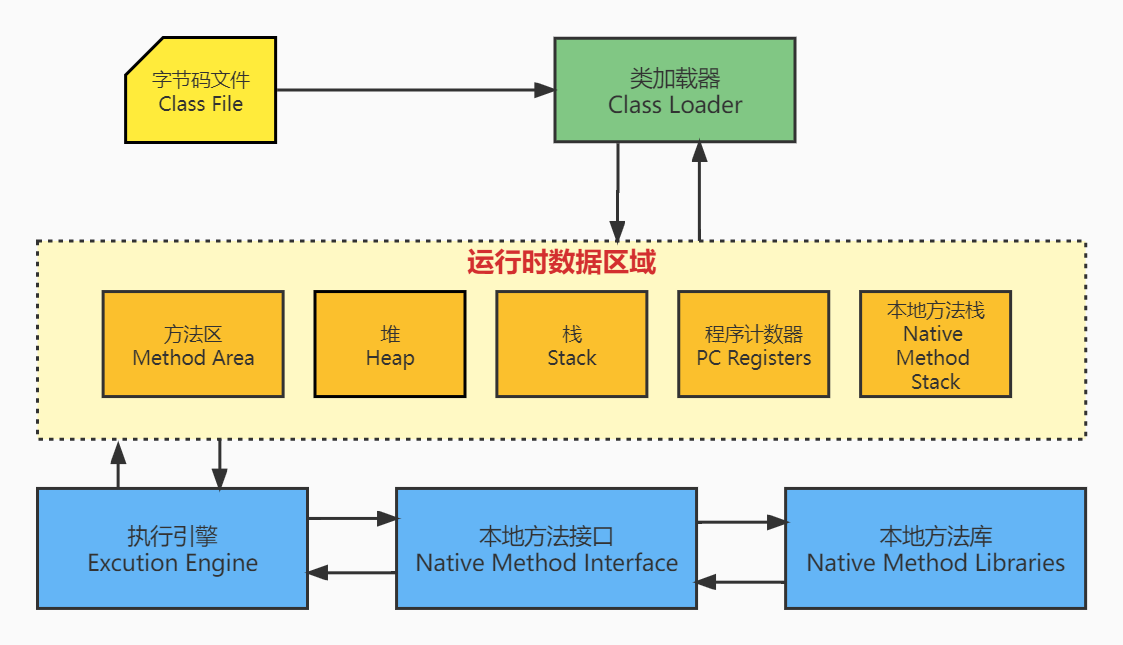 字节码文件
Class File
类加载器
Class Loader
运行时数据区域
方法区
Method Area
堆
Heap
栈
Stack
程序计数器
PC Registers
本地方法栈
Native
Method
Stack
执行引擎
Excution Engine
本地方法接口
Native Method Interface
本地方法库
Native Method Libraries